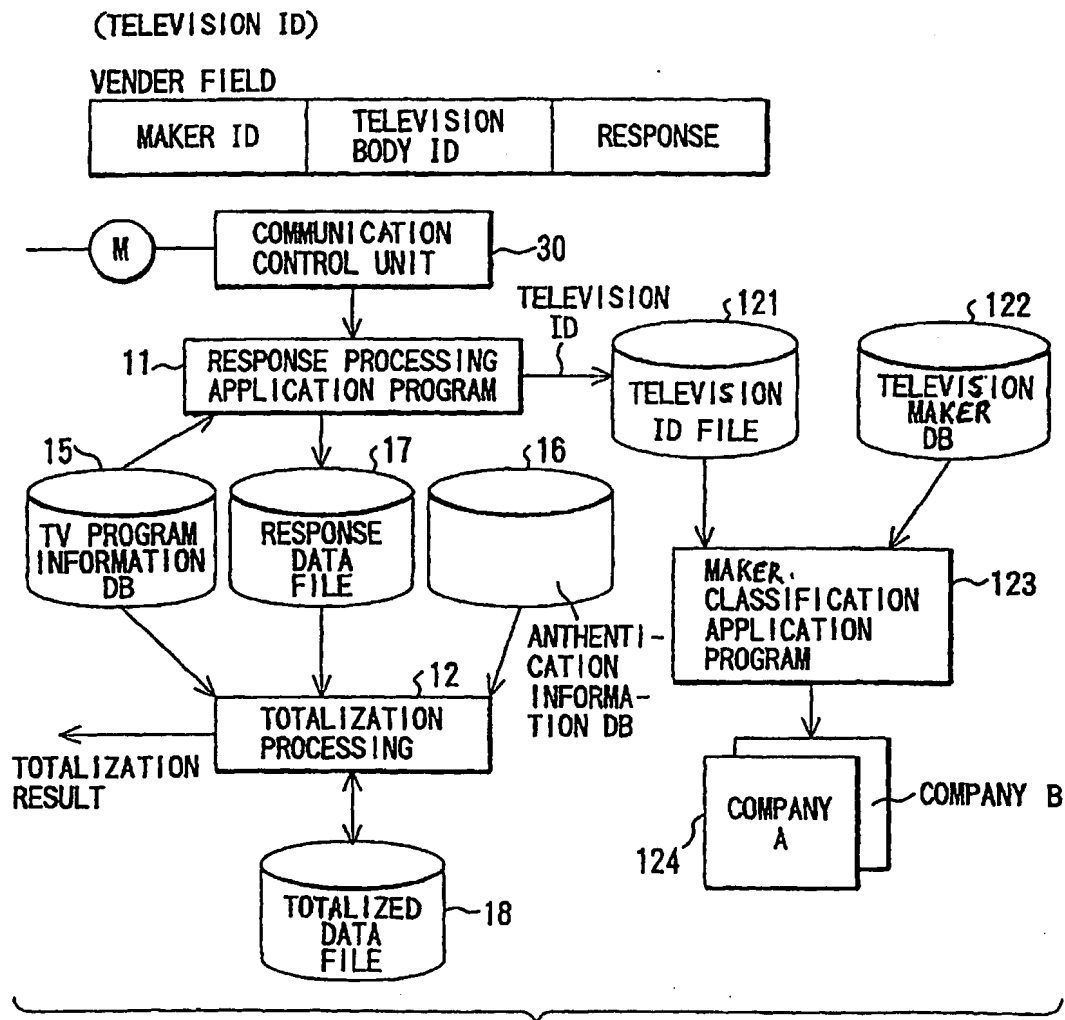 (TELEVISION ID)
VENDER FIELD
MAKER ID
TELEVISION
BODY ID
RESPONSE
M
COMMUNICATION
CONTROL UNIT
30
TELEVISION
ID
121
122
11
RESPONSE PROCESSING
APPLICATION PROGRAM
TELEVISION
ID FILE
TELEVISION
MAKER
DB
15
17
16
TV PROGRAM
INFORMATION
DB
RESPONSE
DATA
FILE
MAKER.
CLASSIFICATION
APPLICATION
PROGRAM
123
ANTHENTI-
CATION
INFORMA-
TION DB
12
TOTALIZATION
PROCESSING
TOTALIZATION
RESULT
COMPANY
A
COMPANY B
124
TOTALIZED
DATA
FILE
18